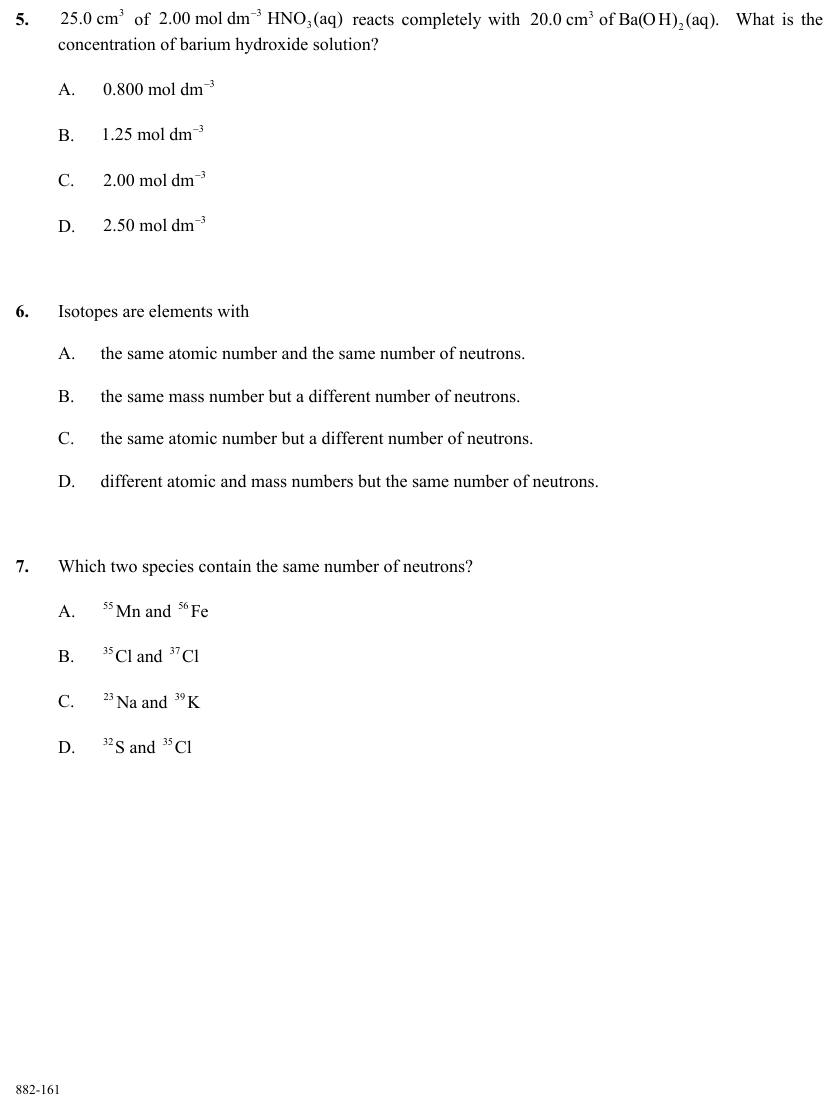 5. 25.0 cm³ of 2.00 mol dm⁻³ HNO₃(aq) reacts completely with 20.0 cm³ of Ba(OH)₂(aq). What is the
concentration of barium hydroxide solution?
A. 0.800 mol dm⁻³
B. 1.25 mol dm⁻³
C. 2.00 mol dm⁻³
D. 2.50 mol dm⁻³
6. Isotopes are elements with
A. the same atomic number and the same number of neutrons.
B. the same mass number but a different number of neutrons.
C. the same atomic number but a different number of neutrons.
D. different atomic and mass numbers but the same number of neutrons.
7. Which two species contain the same number of neutrons?
A. ⁵⁵Mn and ⁵⁶Fe
B. ³⁵Cl and ³⁷Cl
C. ²³Na and ³⁹K
D. ³²S and ³⁵Cl
882-161